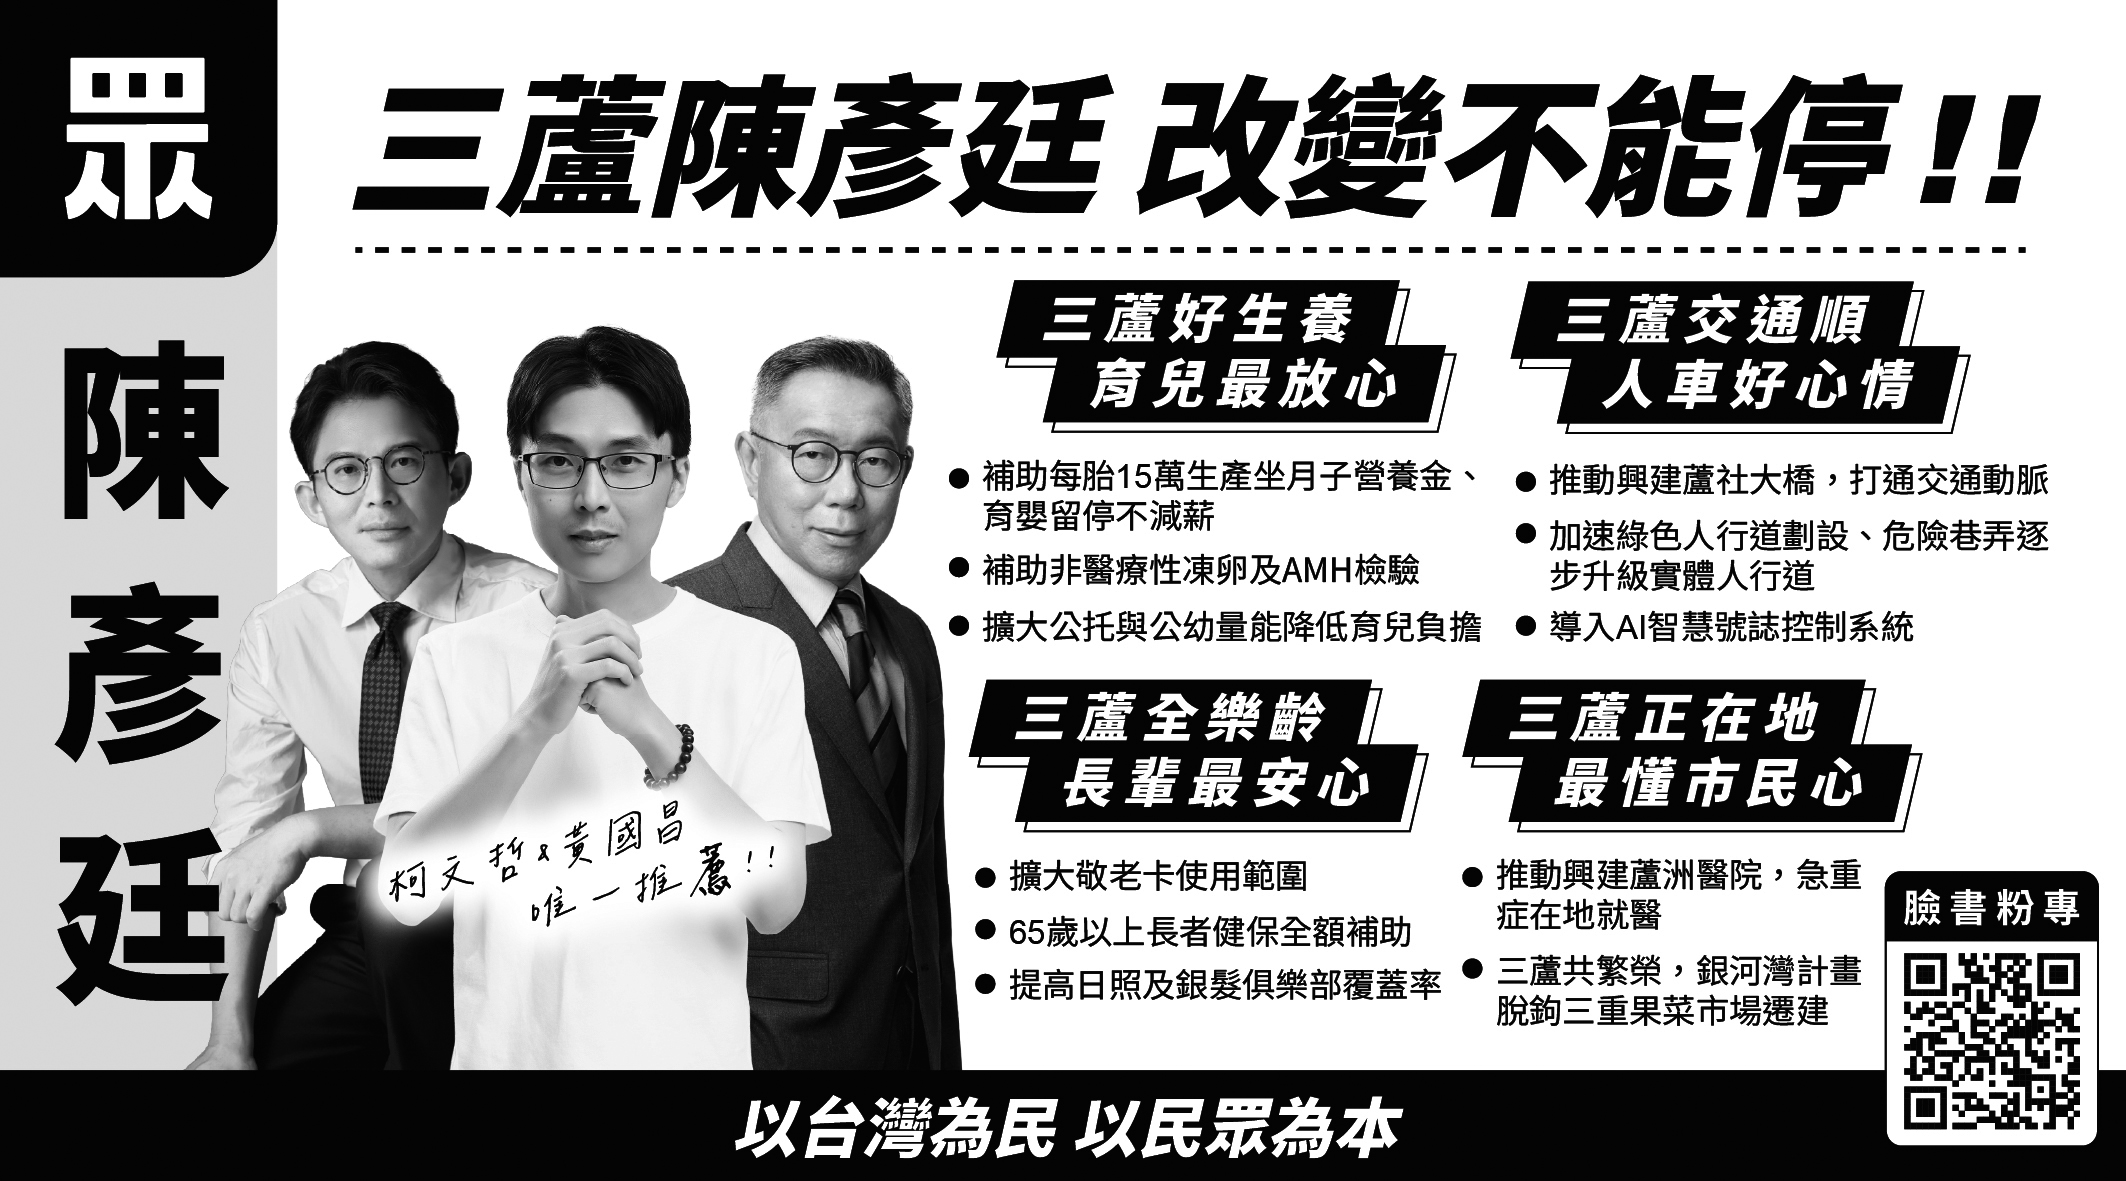 眾
三蘆陳彥廷 改變不能停!!
陳彥廷
柯文哲&黃國昌
唯一推薦!!
三蘆好生養
育兒最放心
●補助每胎15萬生產坐月子營養金、
育嬰留停不減薪
●補助非醫療性凍卵及AMH檢驗
●擴大公托與公幼量能降低育兒負擔
三蘆交通順
人車好心情
●推動興建蘆社大橋，打通交通動脈
●加速綠色人行道劃設、危險巷弄逐
步升級實體人行道
●導入AI智慧號誌控制系統
三蘆全樂齡
長輩最安心
●擴大敬老卡使用範圍
●65歲以上長者健保全額補助
●提高日照及銀髮俱樂部覆蓋率
三蘆正在地
最懂市民心
●推動興建蘆洲醫院，急重
症在地就醫
●三蘆共繁榮，銀河灣計畫
脫鉤三重果菜市場遷建
臉書粉專
以台灣為民 以民眾為本